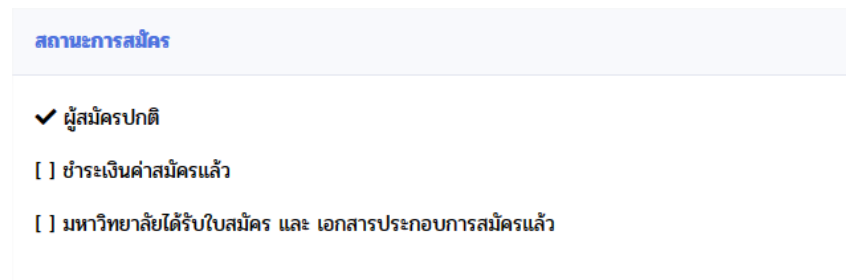 สถานะการสมัคร
✔ ผู้สมัครปกติ
[ ] ชำระเงินค่าสมัครแล้ว
[ ] มหาวิทยาลัยได้รับใบสมัคร และ เอกสารประกอบการสมัครแล้ว